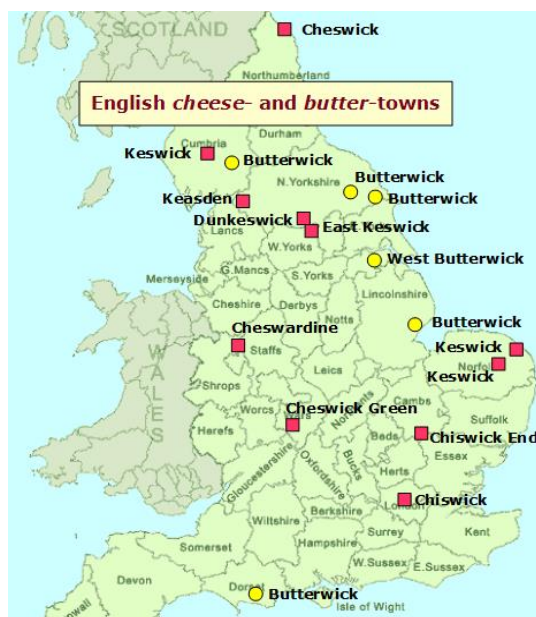 SCOTLAND
Cheswick
Northumberland
English cheese- and butter-towns
Durham
Cumbria
Keswick
Butterwick
N.Yorkshire
Butterwick
Butterwick
Keasden
Dunkeswick
East Keswick
Lancs
W.Yorks
West Butterwick
G.Mancs
S.Yorks
Merseyside
Lincolnshire
Cheshire
Derbys
Notts
Butterwick
Cheswardine
Staffs
Keswick
Norfolk
Keswick
WALES
Leics
Shrops
Cheswick Green
Northants
Cambs
Worcs
Wars
Suffolk
Herefs
Beds
Chiswick End
Bucks
Essex
Gloucestershire
Oxfordshire
Herts
Chiswick
London
Berkshire
Wiltshire
Surrey
Kent
Hampshire
Somerset
W.Sussex
E.Sussex
Devon
Dorset
Butterwick
Isle of Wight